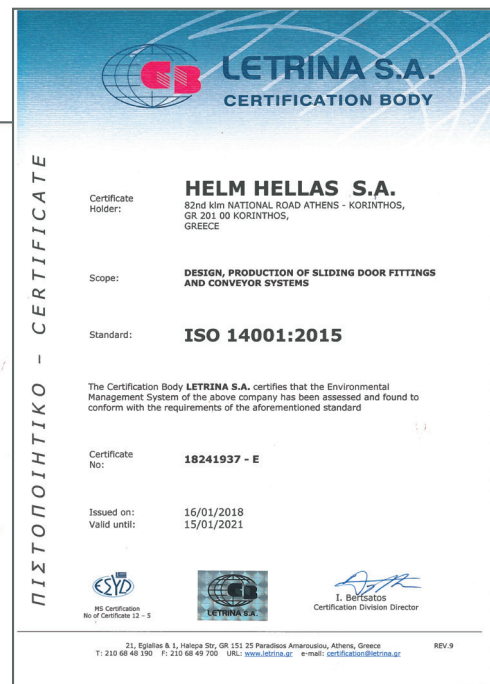 LETRINA S.A.
CERTIFICATION BODY
ΠΙΣΤΟΠΟΙΗΤΙΚΟ – CERTIFICATE
Certificate
Holder:
HELM HELLAS S.A.
82nd klm NATIONAL ROAD ATHENS - KORINTHOS,
GR 201 00 KORINTHOS,
GREECE
Scope:
DESIGN, PRODUCTION OF SLIDING DOOR FITTINGS
AND CONVEYOR SYSTEMS
Standard:
ISO 14001:2015
The Certification Body LETRINA S.A. certifies that the Environmental
Management System of the above company has been assessed and found to
conform with the requirements of the aforementioned standard
Certificate
No:
18241937 - E
Issued on:
16/01/2018
Valid until:
15/01/2021
ESYD
MS Certification
No of Certificate 12 – 5
LETRINA S.A.
I. Bertsatos
Certification Division Director
21, Egialias & 1, Halepa Str, GR 151 25 Paradisos Amarousiou, Athens, Greece
REV.9
T: 210 68 48 190 F: 210 68 49 700 URL: www.letrina.gr e-mail: certification@letrina.gr